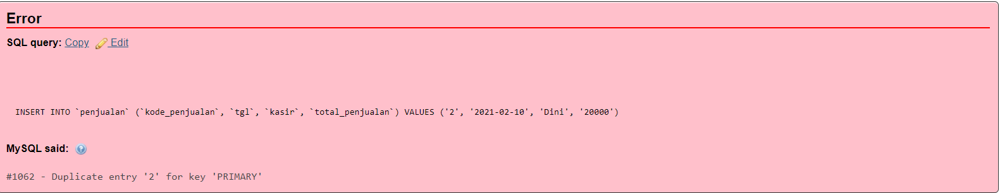 Error
SQL query: Copy Edit
INSERT INTO `penjualan` (`kode_penjualan`, `tgl`, `kasir`, `total_penjualan`) VALUES ('2', '2021-02-10', 'Dini', '20000')
MySQL said:
#1062 - Duplicate entry '2' for key 'PRIMARY'